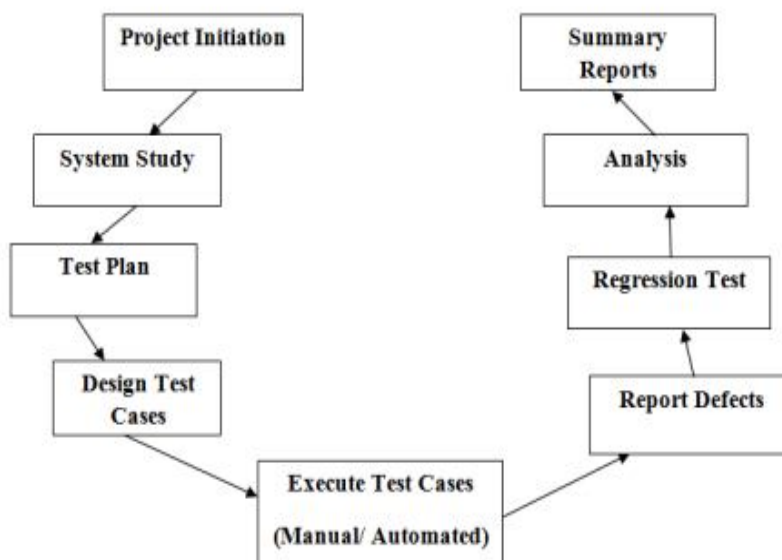 Project Initiation
System Study
Test Plan
Design Test
Cases
Execute Test Cases
(Manual/ Automated)
Report Defects
Regression Test
Analysis
Summary
Reports